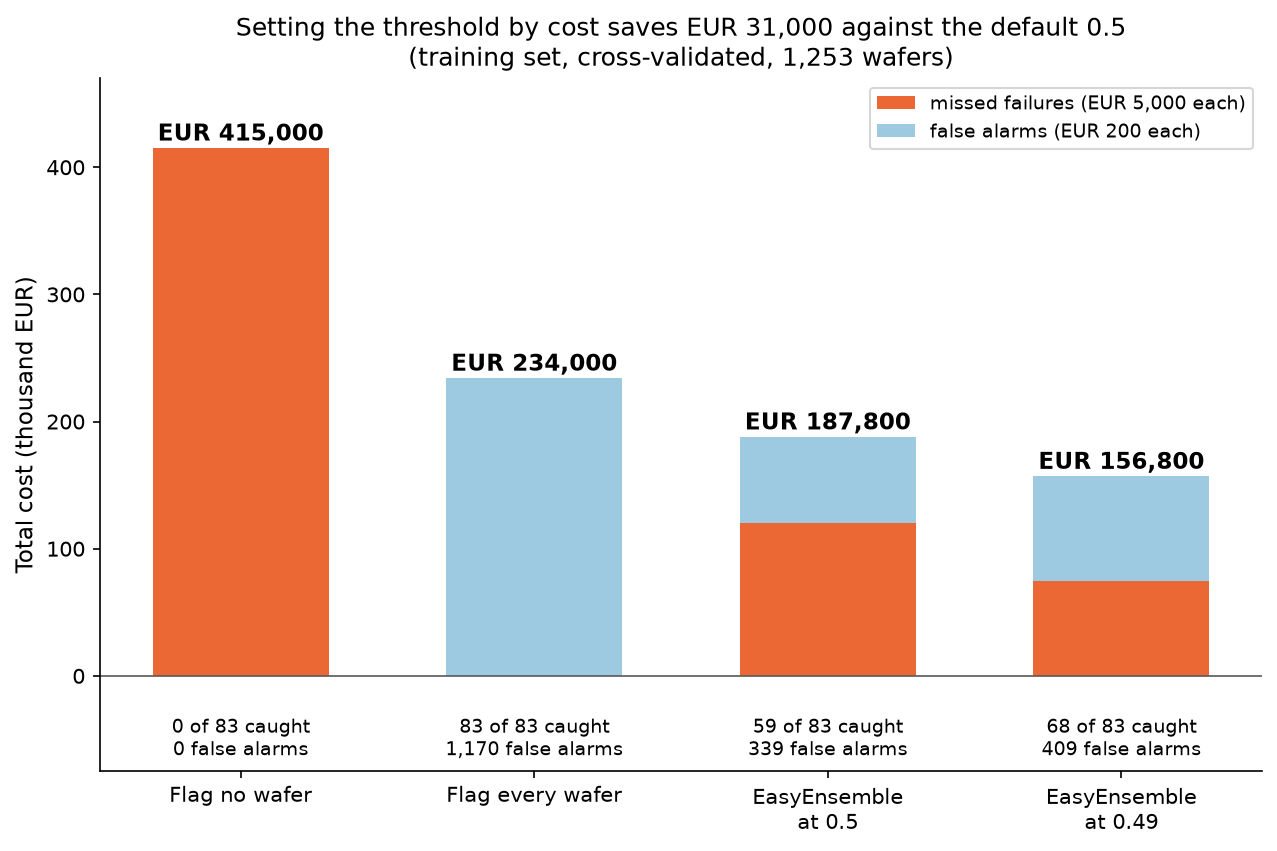 Setting the threshold by cost saves EUR 31,000 against the default 0.5
(training set, cross-validated, 1,253 wafers)
missed failures (EUR 5,000 each)
false alarms (EUR 200 each)
Total cost (thousand EUR)
400
300
200
100
0
EUR 415,000
EUR 234,000
EUR 187,800
EUR 156,800
0 of 83 caught
0 false alarms
83 of 83 caught
1,170 false alarms
59 of 83 caught
339 false alarms
68 of 83 caught
409 false alarms
Flag no wafer
Flag every wafer
EasyEnsemble
at 0.5
EasyEnsemble
at 0.49